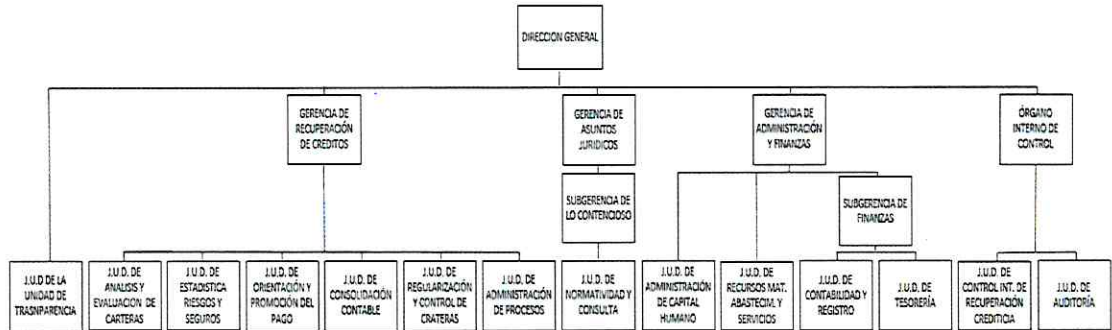 DIRECCION GENERAL
GERENCIA DE
RECUPERACIÓN
DE CREDITOS
GERENCIA DE
ASUNTOS
JURIDICOS
GERENCIA DE
ADMINISTRACIÓN
Y FINANZAS
ÓRGANO
INTERNO DE
CONTROL
SUBGERENCIA DE
LO CONTENCIOSO
SUBGERENCIA DE
FINANZAS
J.U.D DE LA
UNIDAD DE
TRASNPARENCIA
J.U.D. DE
ANALISIS Y
EVALUACION DE
CARTERAS
J.U.D. DE
ESTADISTICA
RIESGOS Y
SEGUROS
J.U.D. DE
ORIENTACIÓN Y
PROMOCIÓN DEL
PAGO
J.U.D. DE
CONSOLIDACIÓN
CONTABLE
J.U.D. DE
REGULARIZACIÓN
Y CONTROL DE
CRATERAS
J.U.D. DE
ADMINISTRACIÓN
DE PROCESOS
J.U.D. DE
NORMATIVIDAD Y
CONSULTA
J.U.D. DE
ADMINISTRACIÓN
DE CAPITAL
HUMANO
J.U.D. DE
RECURSOS MAT.
ABASTECIM. Y
SERVICIOS
J.U.D. DE
CONTABILIDAD Y
REGISTRO
J.U.D. DE
TESORERÍA
J.U.D. DE
CONTROL INT. DE
RECUPERACIÓN
CREDITICIA
J.U.D. DE
AUDITORÍA